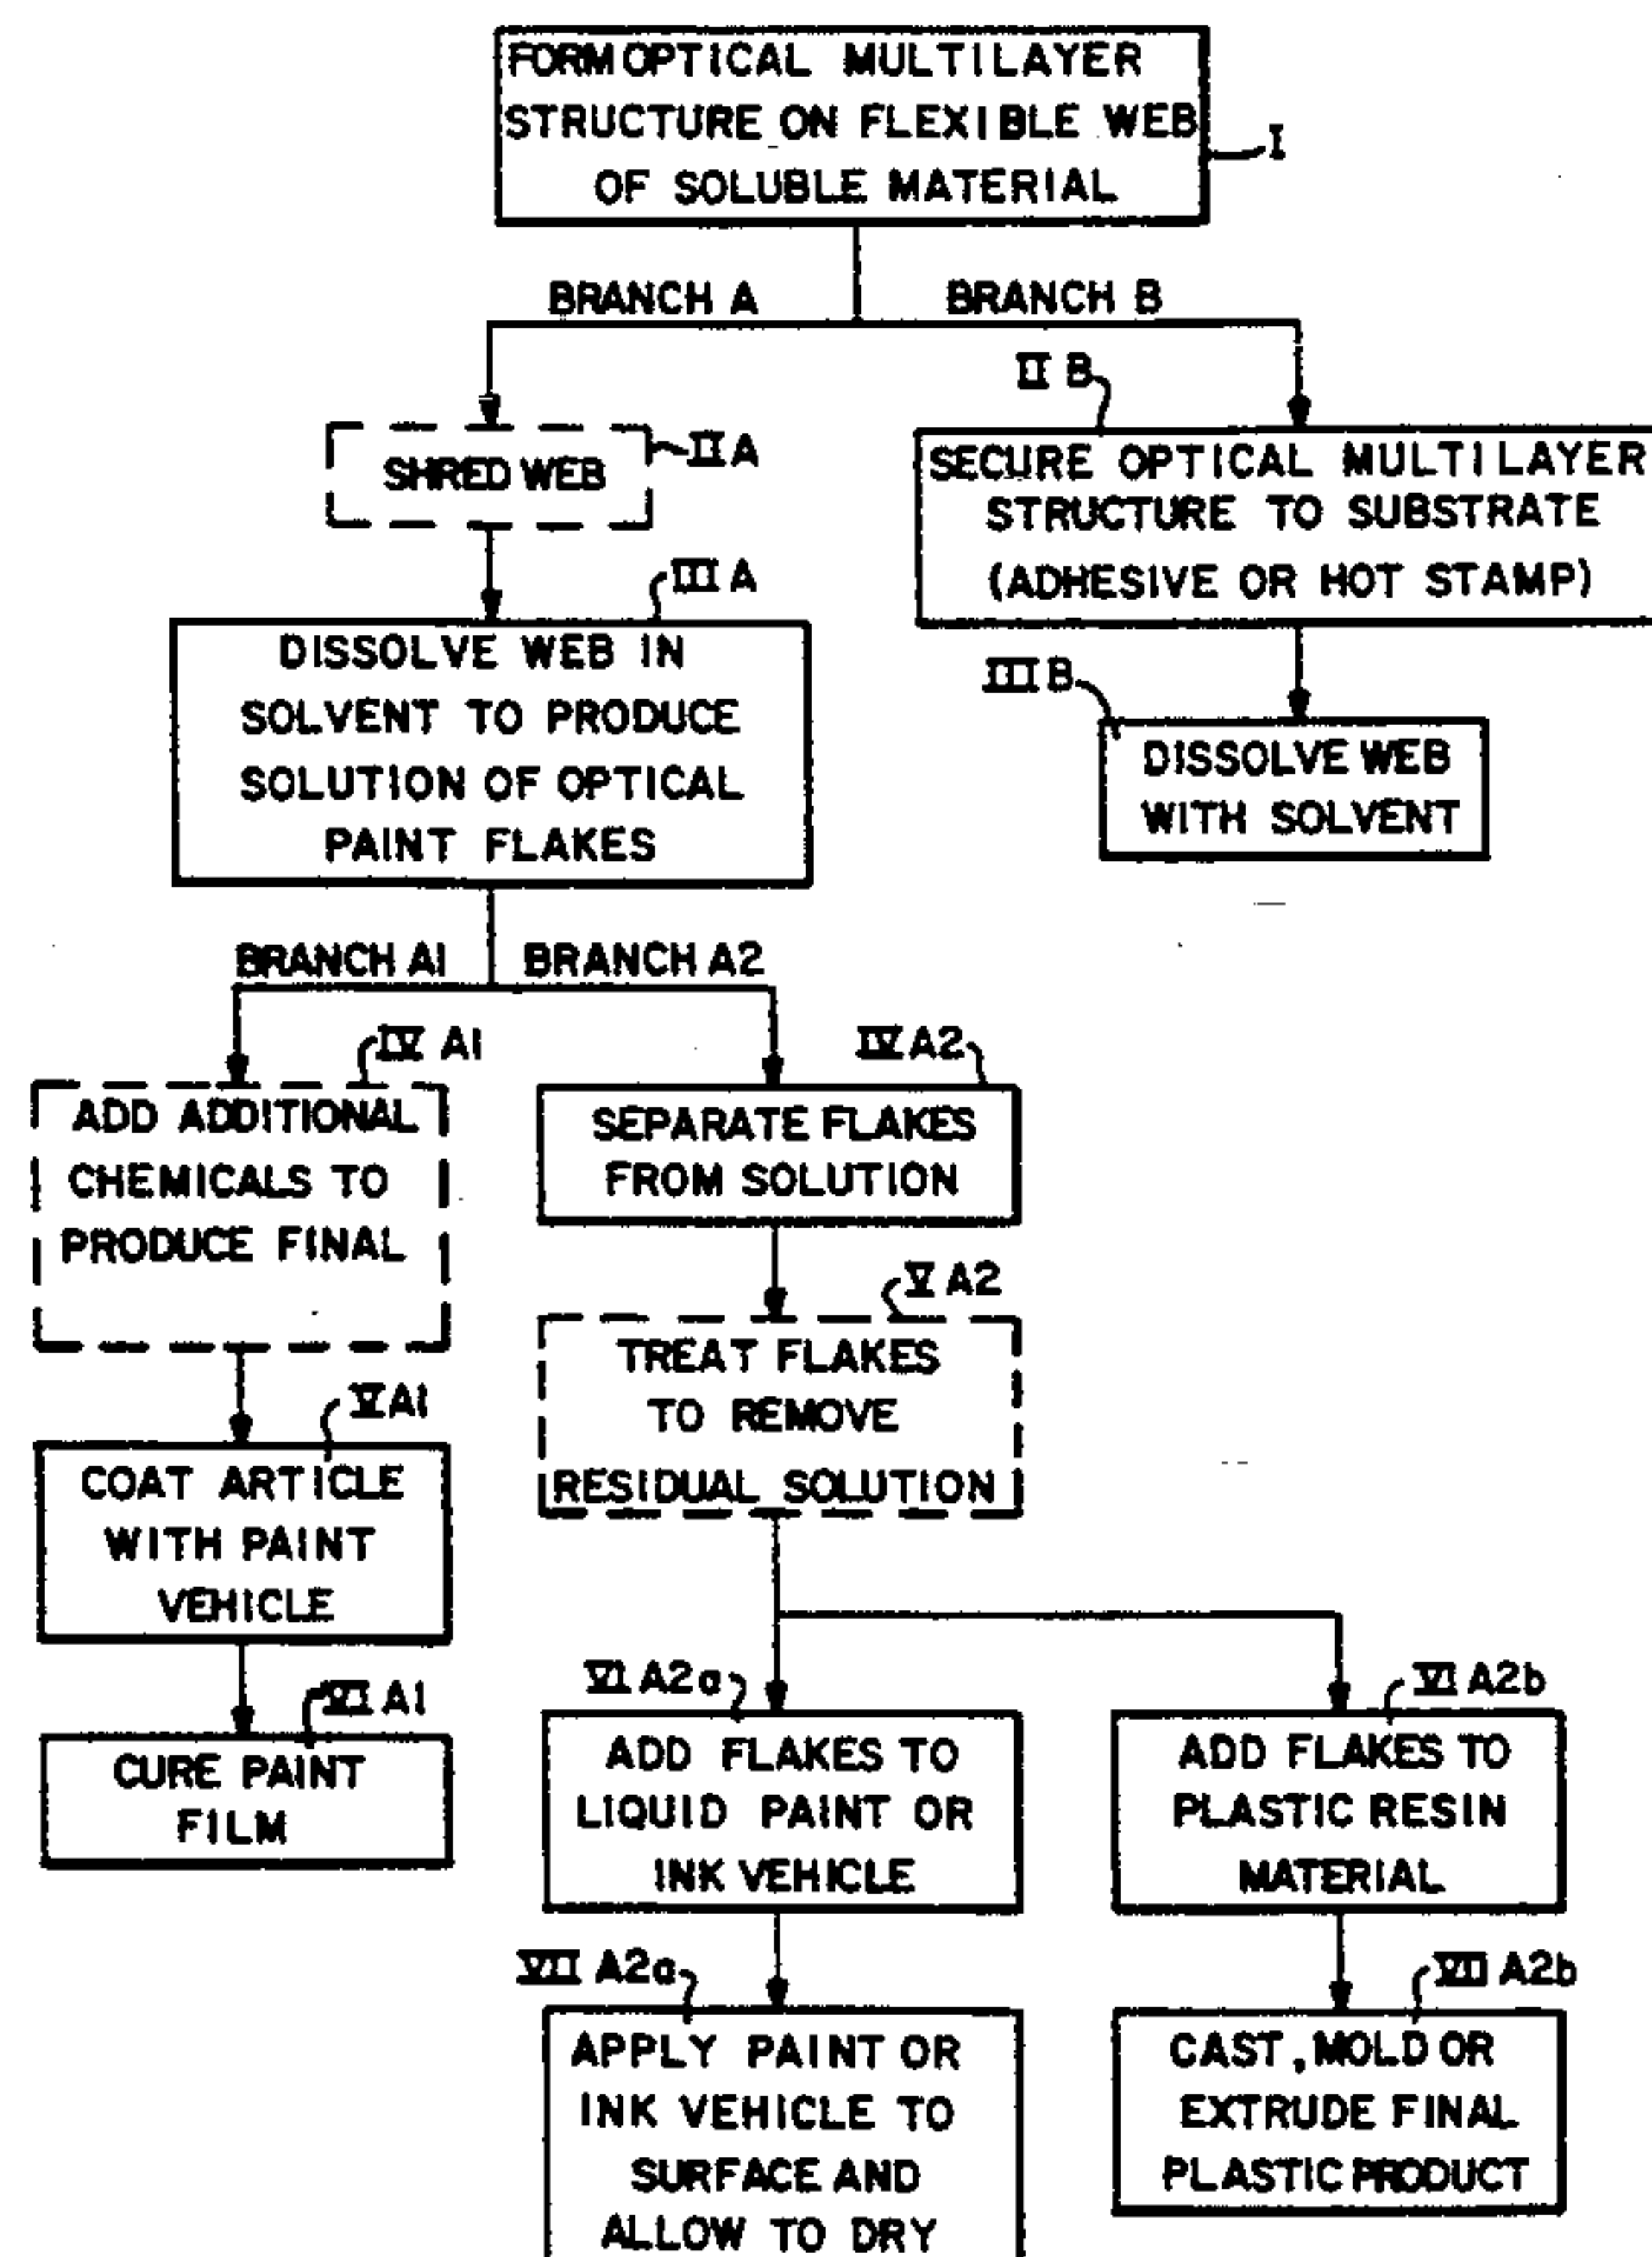 FORM OPTICAL MULTILAYER
STRUCTURE ON FLEXIBLE WEB
OF SOLUBLE MATERIAL
I
BRANCH A
BRANCH B
II A
SHRED WEB
II B
SECURE OPTICAL MULTILAYER
STRUCTURE TO SUBSTRATE
(ADHESIVE OR HOT STAMP)
III A
DISSOLVE WEB IN
SOLVENT TO PRODUCE
SOLUTION OF OPTICAL
PAINT FLAKES
III B
DISSOLVE WEB
WITH SOLVENT
BRANCH A1
BRANCH A2
IV A1
ADD ADDITIONAL
CHEMICALS TO
PRODUCE FINAL
IV A2
SEPARATE FLAKES
FROM SOLUTION
V A2
TREAT FLAKES
TO REMOVE
RESIDUAL SOLUTION
V A1
COAT ARTICLE
WITH PAINT
VEHICLE
VI A1
CURE PAINT
FILM
VI A2a
ADD FLAKES TO
LIQUID PAINT OR
INK VEHICLE
VI A2b
ADD FLAKES TO
PLASTIC RESIN
MATERIAL
VII A2a
APPLY PAINT OR
INK VEHICLE TO
SURFACE AND
ALLOW TO DRY
VII A2b
CAST, MOLD OR
EXTRUDE FINAL
PLASTIC PRODUCT